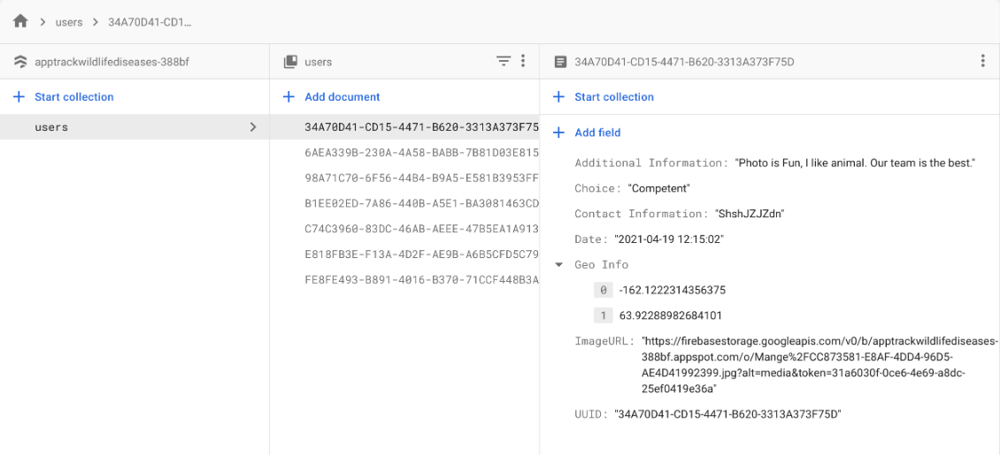 users 34A70D41-CD1...
apptrackwildlifediseases-388bf
Start collection
users
users
Add document
34A70D41-CD15-4471-B620-3313A373F75
6AEA339B-230A-4A58-BABB-7B81D03E815
98A71C70-6F56-44B4-B9A5-E581B3953FF
B1EE02ED-7A86-440B-A5E1-BA3081463CD
C74C3960-83DC-46AB-AEEE-47B5EA1A913
E818FB3E-F13A-4D2F-AE9B-A6B5CFD5C79
FE8FE493-B891-4016-B370-71CCF448B3A
34A70D41-CD15-4471-B620-3313A373F75D
Start collection
Add field
Additional Information: "Photo is Fun, I like animal. Our team is the best."
Choice: "Competent"
Contact Information: "ShshJZJZdn"
Date: "2021-04-19 12:15:02"
Geo Info
0 -162.1222314356375
1 63.92288982684101
ImageURL: "https://firebasestorage.googleapis.com/v0/b/apptrackwildlifediseases-
388bf.appspot.com/o/Mange%2FCC873581-E8AF-4DD4-96D5-
AE4D41992399.jpg?alt=media&token=31a6030f-0ce6-4e69-a8dc-
25ef0419e36a"
UUID: "34A70D41-CD15-4471-B620-3313A373F75D"